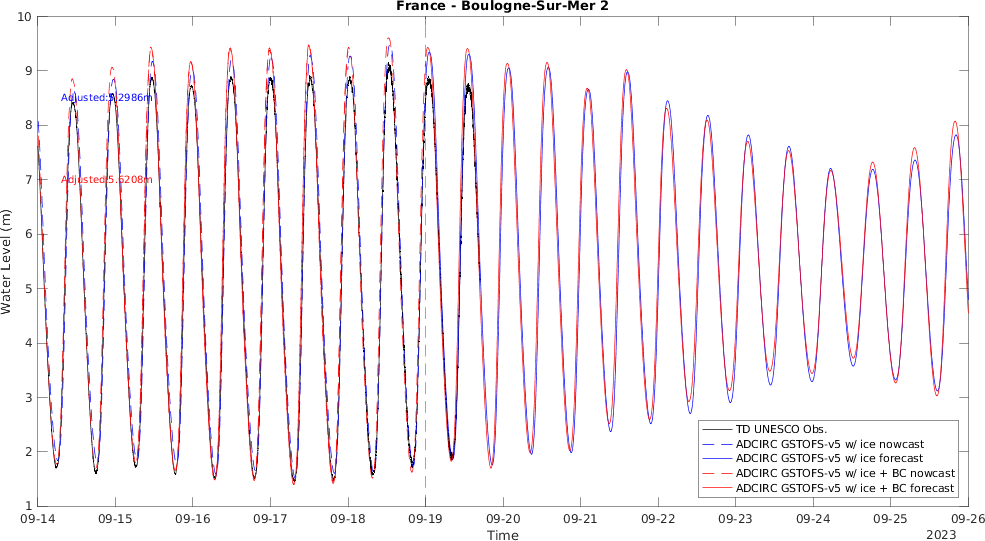 France - Boulogne-Sur-Mer 2
10
9
8
7
6
5
4
3
2
1
Water Level (m)
Adjusted:5.2986m
Adjusted:5.6208m
TD UNESCO Obs.
ADCIRC GSTOFS-v5 w/ ice nowcast
ADCIRC GSTOFS-v5 w/ ice forecast
ADCIRC GSTOFS-v5 w/ ice + BC nowcast
ADCIRC GSTOFS-v5 w/ ice + BC forecast
09-14 09-15 09-16 09-17 09-18 09-19 09-20 09-21 09-22 09-23 09-24 09-25 09-26
Time
2023